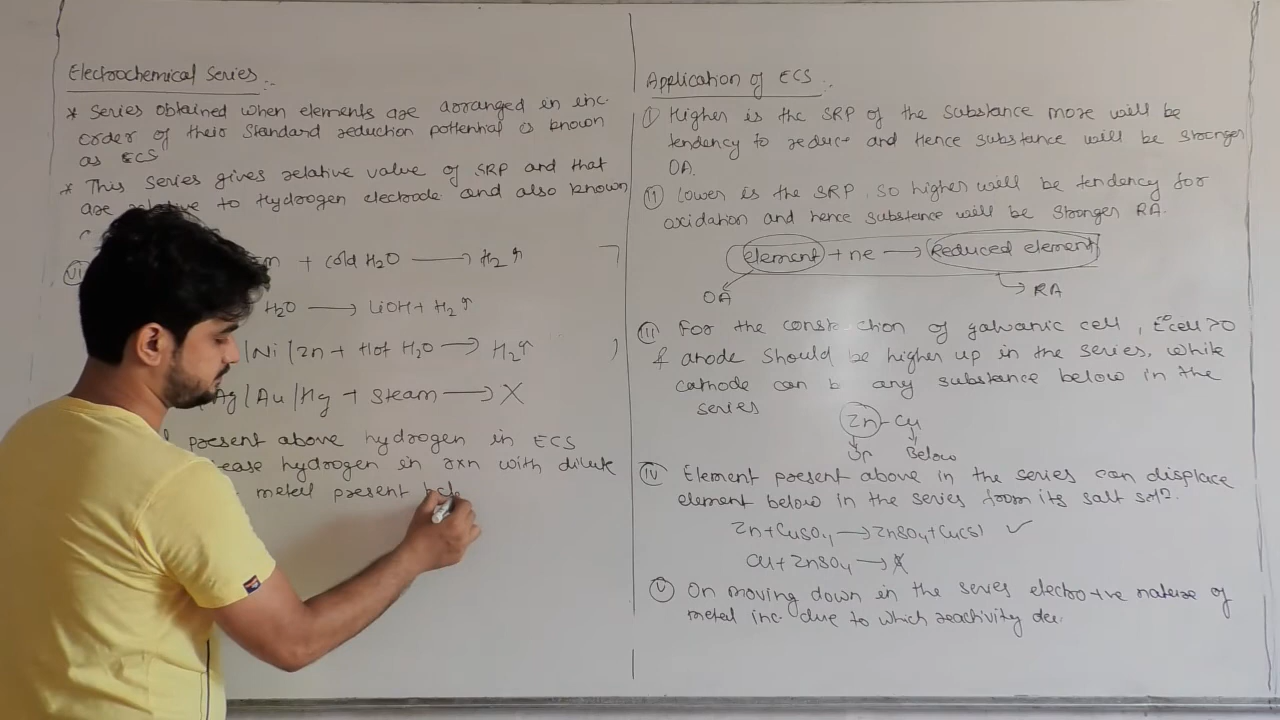 Electrochemical Series :-
* Series obtained when elements are arranged in inc.
order of their standard reduction pottential is known
as ECS
* This Series gives relative value of SRP and that
are relative to Hydrogen electrode and also known
(VI) + cold H2O ⟶ H2↑
H2O ⟶ LiOH + H2↑
|Ni|Zn + Hot H2O ⟶ H2↑
Ag|Au|Hg + Steam ⟶ X
present above hydrogen in ECS
hydrogen in rxn with dilute
metal present
Application of ECS :-
(I) Higher is the SRP of the substance more will be
tendency to reduce and Hence substance will be stronger
OA.
(II) Lower is the SRP, so higher will be tendency for
oxidation and hence substance will be stronger RA.
element + ne ⟶ Reduced element
OA RA
(III) For the construction of galvanic cell, E°cell>0
if anode should be higher up in the series, while
cathode can b any substance below in the
series
Zn - Cu
Up Below
(IV) Element present above in the series can displace
element below in the series from its salt solⁿ.
Zn + CuSO4 ⟶ ZnSO4 + Cu(s) ✓
Cu + ZnSO4 ⟶ X
(V) On moving down in the series electro+ve nature of
metal inc. due to which reactivity dec.